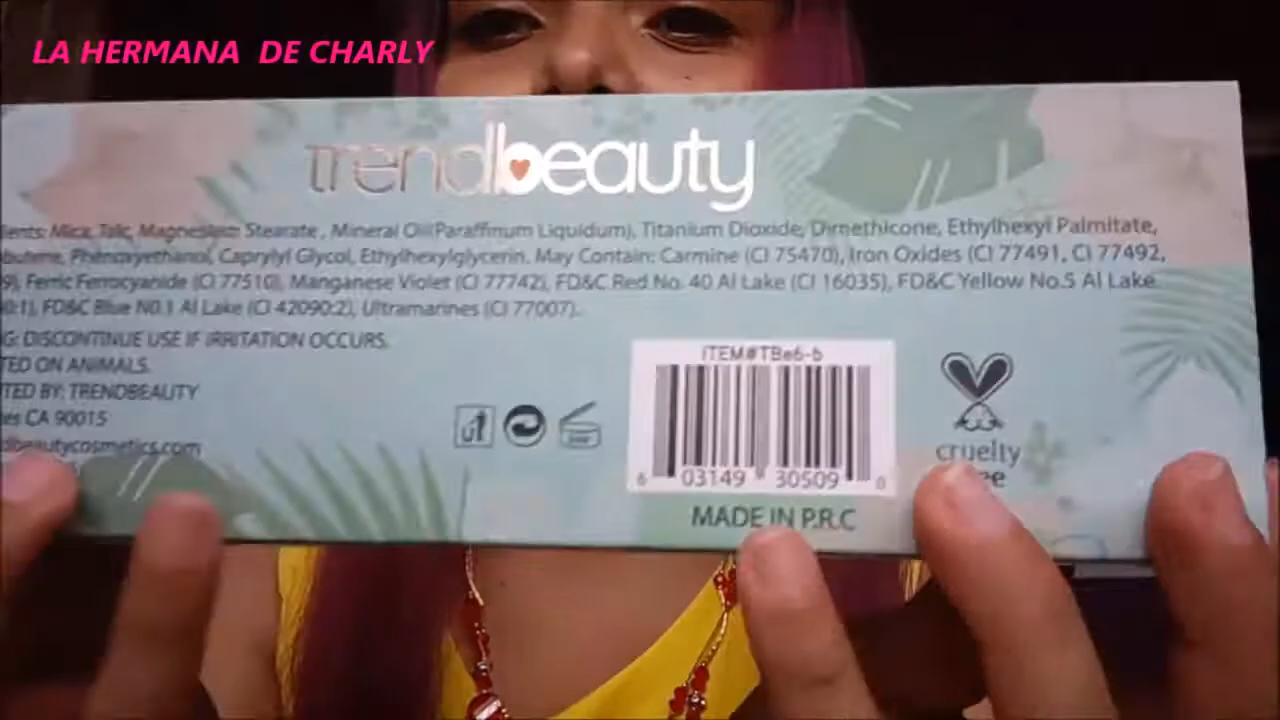 LA HERMANA DE CHARLY
trendbeauty
ients: Mica, Talc, Magnesium Stearate , Mineral Oil(Paraffinum Liquidum), Titanium Dioxide, Dimethicone, Ethylhexyl Palmitate,
butene, Phenoxyethanol, Caprylyl Glycol, Ethylhexylglycerin. May Contain: Carmine (CI 75470), Iron Oxides (CI 77491, CI 77492,
9), Ferric Ferrocyanide (CI 77510), Manganese Violet (CI 77742), FD&C Red No. 40 Al Lake (CI 16035), FD&C Yellow No.5 Al Lake
0:1), FD&C Blue N0.1 Al Lake (CI 42090:2), Ultramarines (CI 77007).
G: DISCONTINUE USE IF IRRITATION OCCURS.
TED ON ANIMALS.
TED BY: TRENDBEAUTY
es CA 90015
dbeautycosmetics.com
ITEM#TBe6-b
6 03149 30509 0
MADE IN P.R.C
cruelty
ee